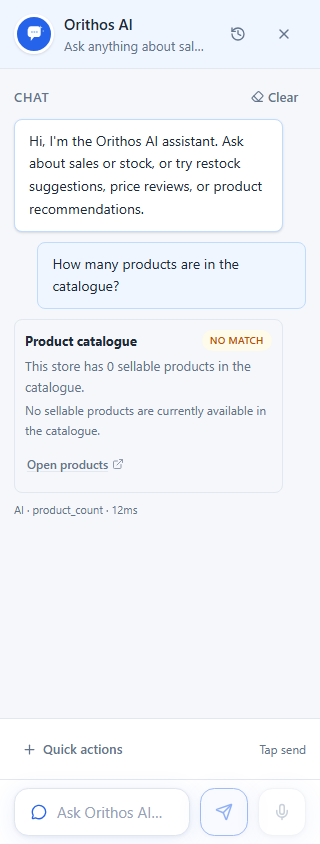 Orithos AI
Ask anything about sal...
CHAT
Clear
Hi, I'm the Orithos AI assistant. Ask
about sales or stock, or try restock
suggestions, price reviews, or product
recommendations.
How many products are in the
catalogue?
Product catalogue
NO MATCH
This store has 0 sellable products in the
catalogue.
No sellable products are currently available in
the catalogue.
Open products
AI · product_count · 12ms
Quick actions
Tap send
Ask Orithos AI...